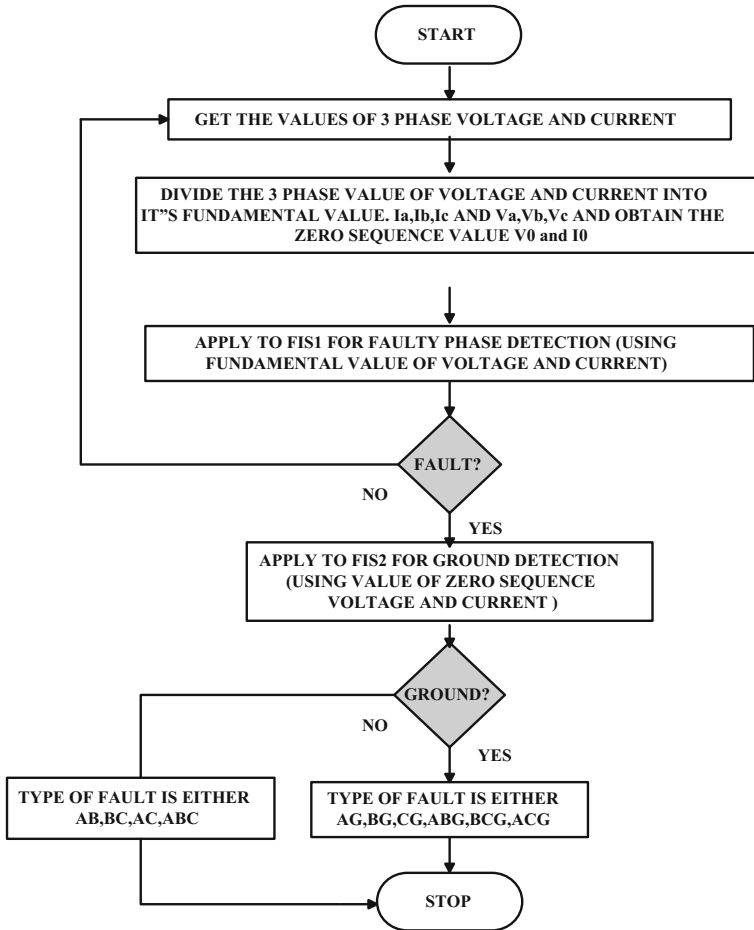 START
GET THE VALUES OF 3 PHASE VOLTAGE AND CURRENT
DIVIDE THE 3 PHASE VALUE OF VOLTAGE AND CURRENT INTO
IT”S FUNDAMENTAL VALUE. Ia,Ib,Ic AND Va,Vb,Vc AND OBTAIN THE
ZERO SEQUENCE VALUE V0 and I0
APPLY TO FIS1 FOR FAULTY PHASE DETECTION (USING
FUNDAMENTAL VALUE OF VOLTAGE AND CURRENT)
FAULT?
NO
YES
APPLY TO FIS2 FOR GROUND DETECTION
(USING VALUE OF ZERO SEQUENCE
VOLTAGE AND CURRENT )
GROUND?
NO
YES
TYPE OF FAULT IS EITHER
AB,BC,AC,ABC
TYPE OF FAULT IS EITHER
AG,BG,CG,ABG,BCG,ACG
STOP